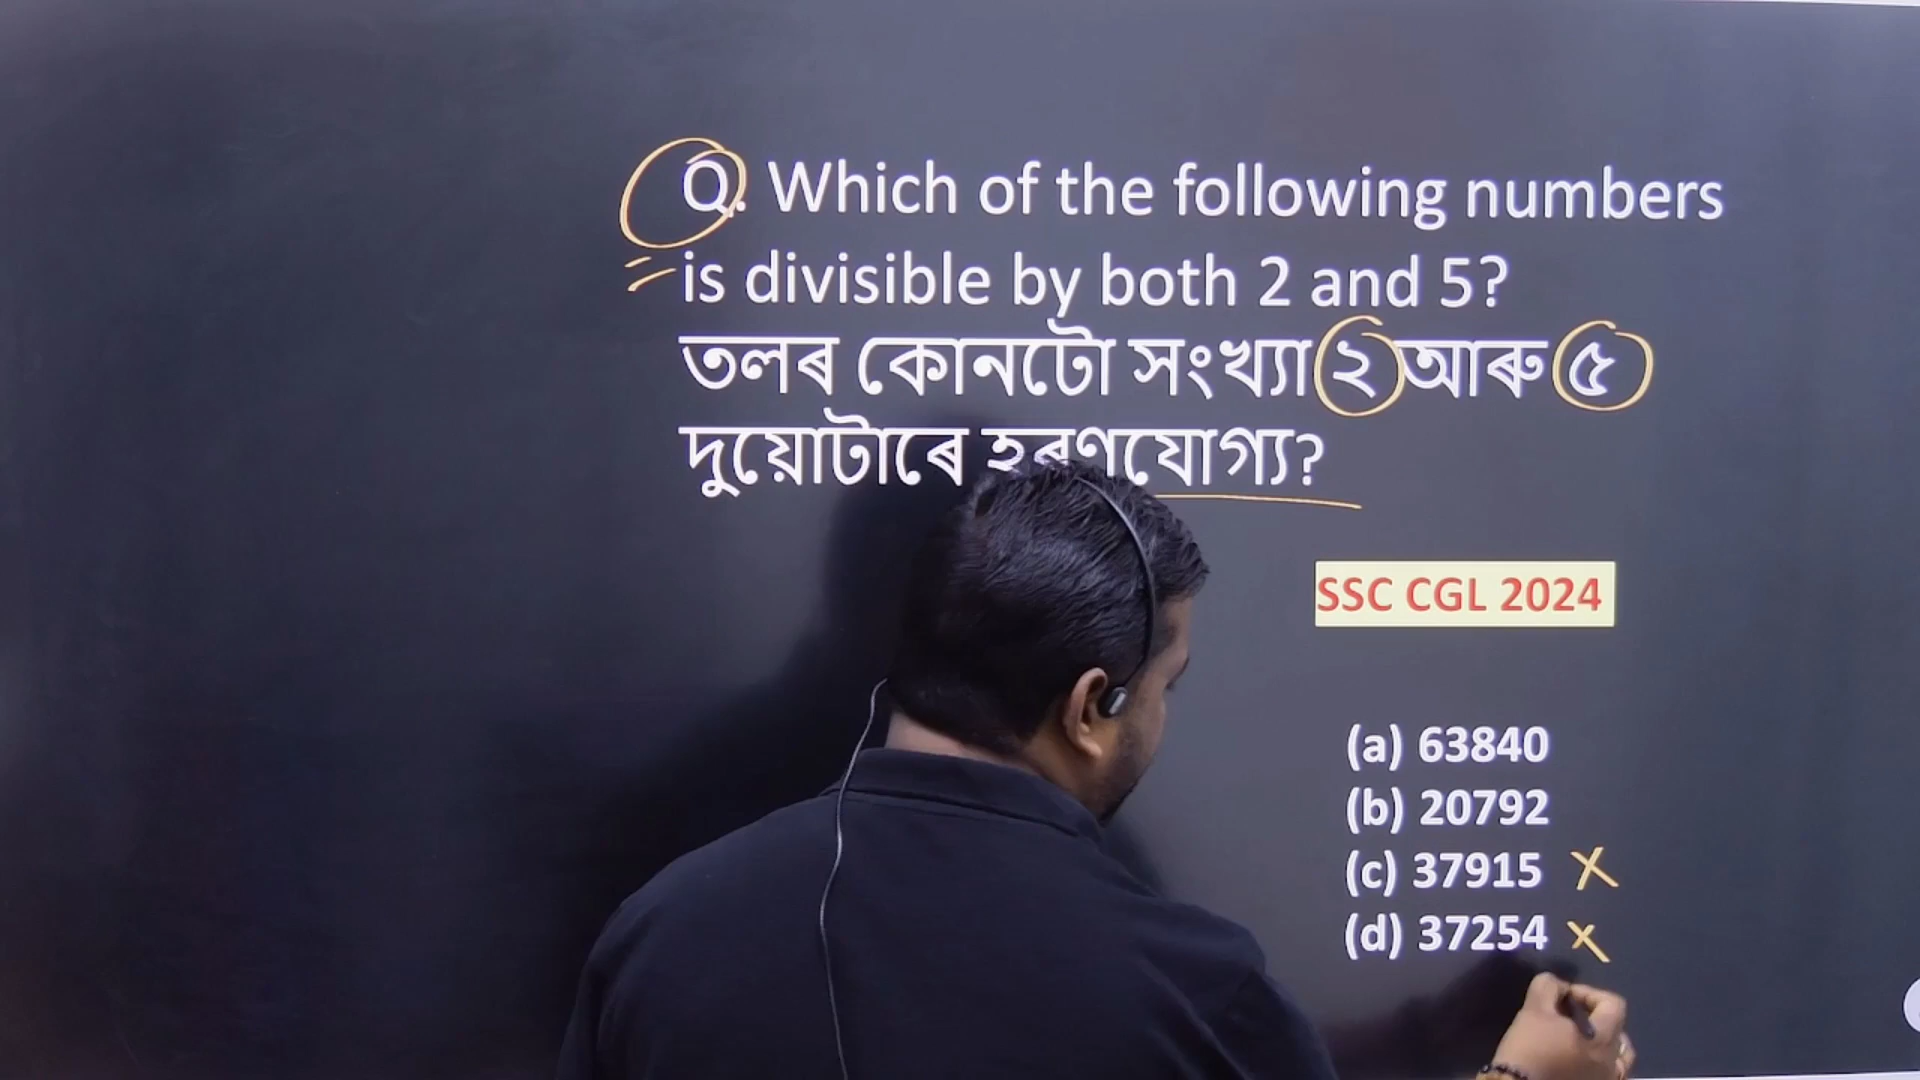 Q. Which of the following numbers
is divisible by both 2 and 5?
তলৰ কোনটো সংখ্যা ২ আৰু ৫
দুয়োটাৰে হৰণযোগ্য?
SSC CGL 2024
(a) 63840
(b) 20792
(c) 37915 X
(d) 37254 x